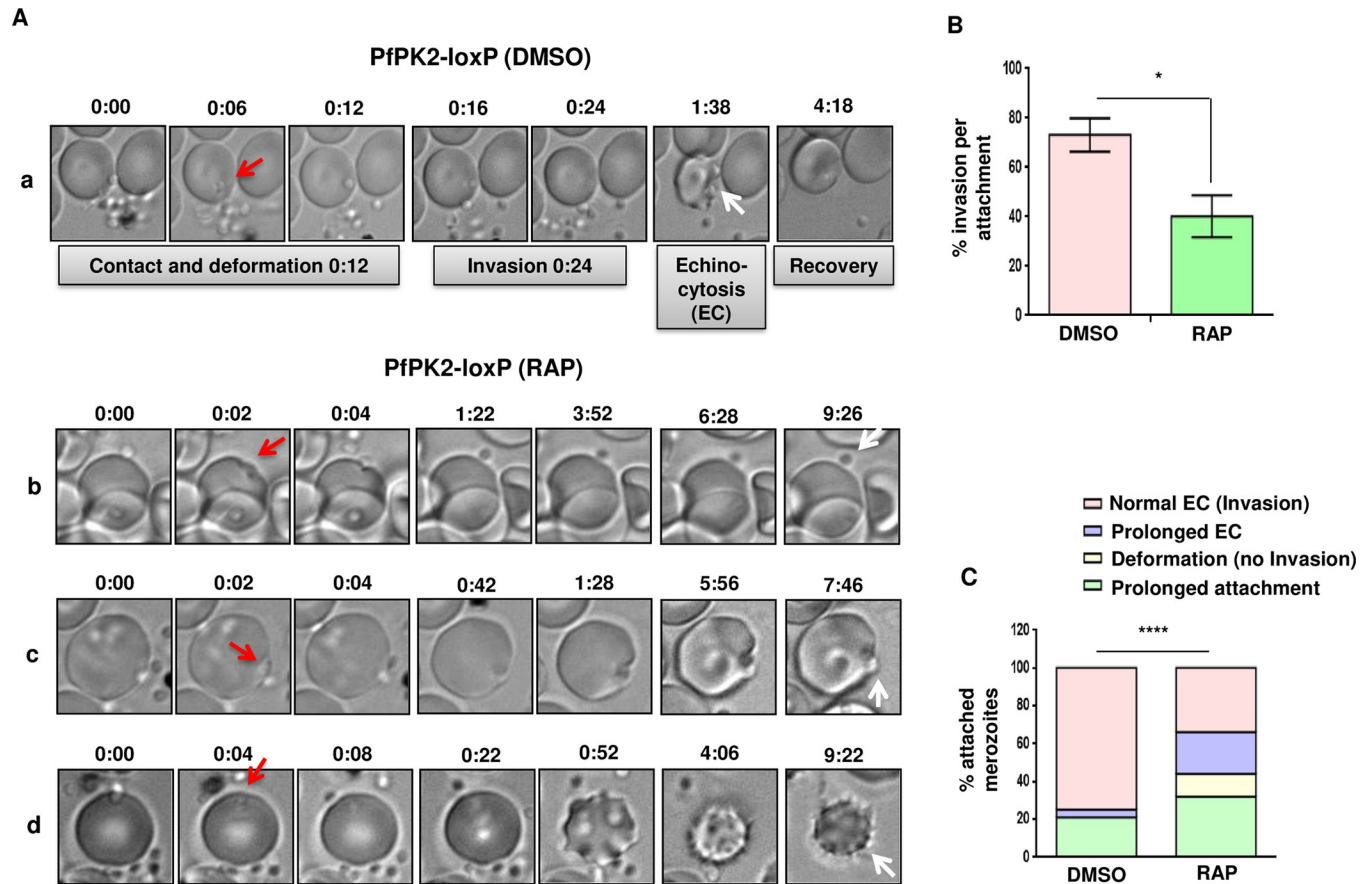 A
PfPK2-loxP (DMSO)
0:00 0:06 0:12 0:16 0:24 1:38 4:18
a
Contact and deformation 0:12
Invasion 0:24
Echino-
cytosis
(EC)
Recovery
PfPK2-loxP (RAP)
0:00 0:02 0:04 1:22 3:52 6:28 9:26
b
0:00 0:02 0:04 0:42 1:28 5:56 7:46
c
0:00 0:04 0:08 0:22 0:52 4:06 9:22
d
B
% invasion per
attachment
100
80
60
40
20
0
*
DMSO RAP
Normal EC (Invasion)
Prolonged EC
Deformation (no Invasion)
Prolonged attachment
C
% attached
merozoites
120
100
80
60
40
20
0
****
DMSO RAP